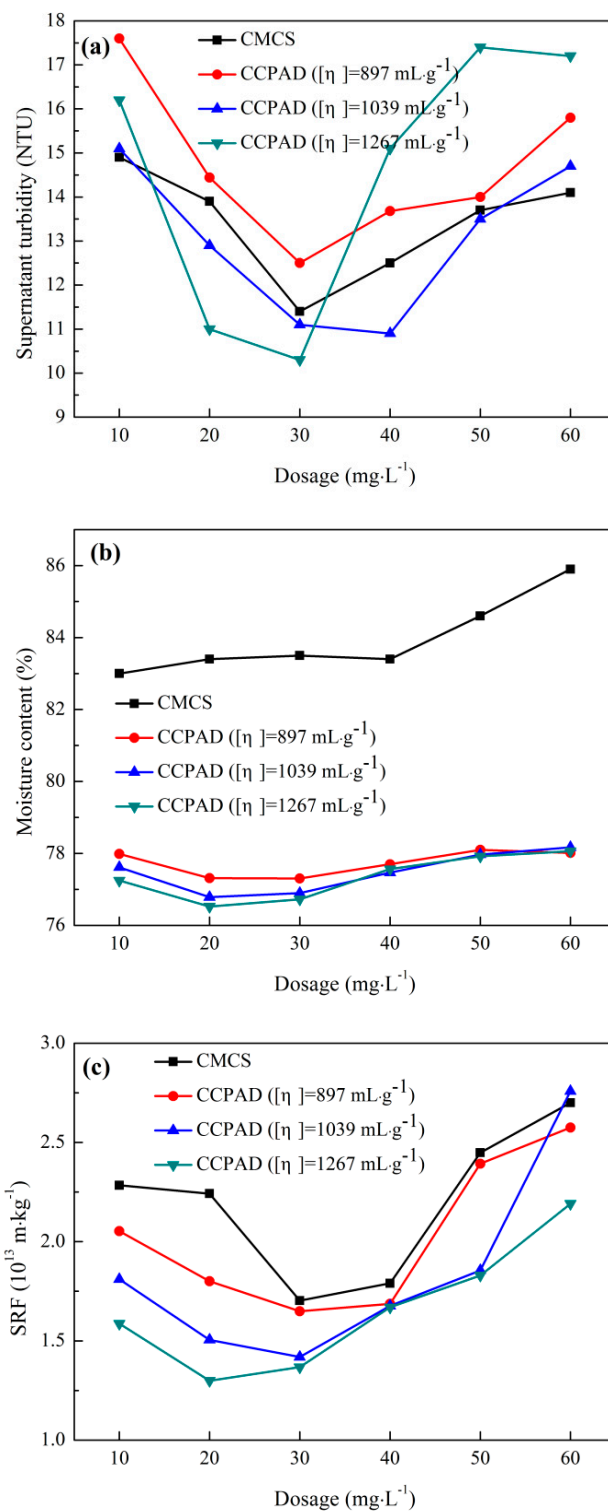 (a)
CMCS
CCPAD ([η ]=897 mL·g-1)
CCPAD ([η ]=1039 mL·g-1)
CCPAD ([η ]=1267 mL·g-1)
18
17
16
15
14
13
12
11
10
9
Supernatant turbidity (NTU)
10 20 30 40 50 60
Dosage (mg·L-1)
(b)
86
84
82
80
78
76
Moisture content (%)
CMCS
CCPAD ([η ]=897 mL·g-1)
CCPAD ([η ]=1039 mL·g-1)
CCPAD ([η ]=1267 mL·g-1)
10 20 30 40 50 60
Dosage (mg·L-1)
(c)
CMCS
CCPAD ([η ]=897 mL·g-1)
CCPAD ([η ]=1039 mL·g-1)
CCPAD ([η ]=1267 mL·g-1)
3.0
2.5
2.0
1.5
1.0
SRF (10¹³ m·kg-1)
10 20 30 40 50 60
Dosage (mg·L-1)